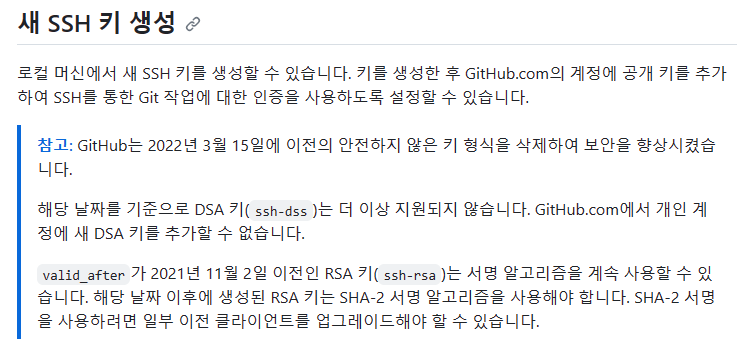 새 SSH 키 생성
로컬 머신에서 새 SSH 키를 생성할 수 있습니다. 키를 생성한 후 GitHub.com의 계정에 공개 키를 추가
하여 SSH를 통한 Git 작업에 대한 인증을 사용하도록 설정할 수 있습니다.
참고: GitHub는 2022년 3월 15일에 이전의 안전하지 않은 키 형식을 삭제하여 보안을 향상시켰습
니다.
해당 날짜를 기준으로 DSA 키(ssh-dss)는 더 이상 지원되지 않습니다. GitHub.com에서 개인 계
정에 새 DSA 키를 추가할 수 없습니다.
valid_after가 2021년 11월 2일 이전인 RSA 키(ssh-rsa)는 서명 알고리즘을 계속 사용할 수 있
습니다. 해당 날짜 이후에 생성된 RSA 키는 SHA-2 서명 알고리즘을 사용해야 합니다. SHA-2 서명
을 사용하려면 일부 이전 클라이언트를 업그레이드해야 할 수 있습니다.